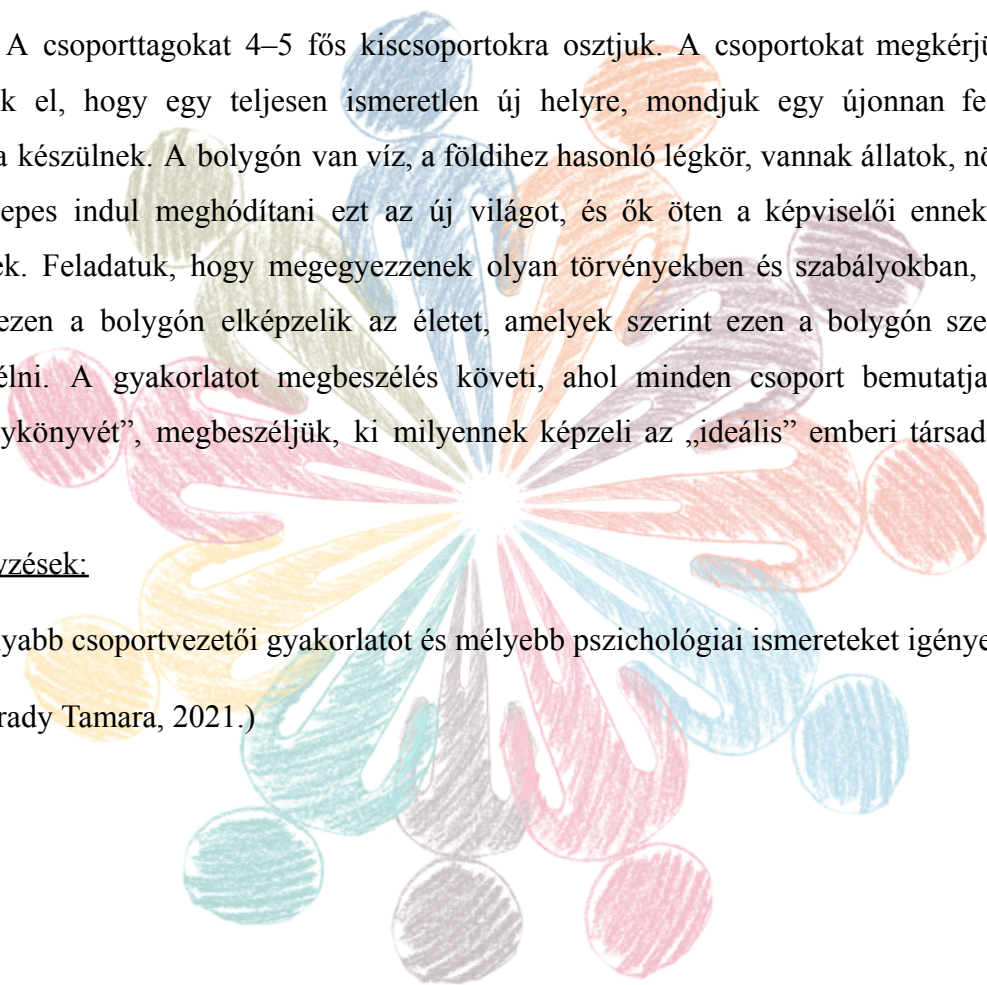 A csoporttagokat 4–5 fős kiscsoportokra osztjuk. A csoportokat megkérjü
k el, hogy egy teljesen ismeretlen új helyre, mondjuk egy újonnan fe
a készülnek. A bolygón van víz, a földihez hasonló légkör, vannak állatok, nö
epes indul meghódítani ezt az új világot, és ők öten a képviselői ennek
ek. Feladatuk, hogy megegyezzenek olyan törvényekben és szabályokban,
ezen a bolygón elképzelik az életet, amelyek szerint ezen a bolygón sze
élni. A gyakorlatot megbeszélés követi, ahol minden csoport bemutatja
ykönyvét”, megbeszéljük, ki milyennek képzeli az „ideális” emberi társad
yzések:
yabb csoportvezetői gyakorlatot és mélyebb pszichológiai ismereteket igénye
rady Tamara, 2021.)